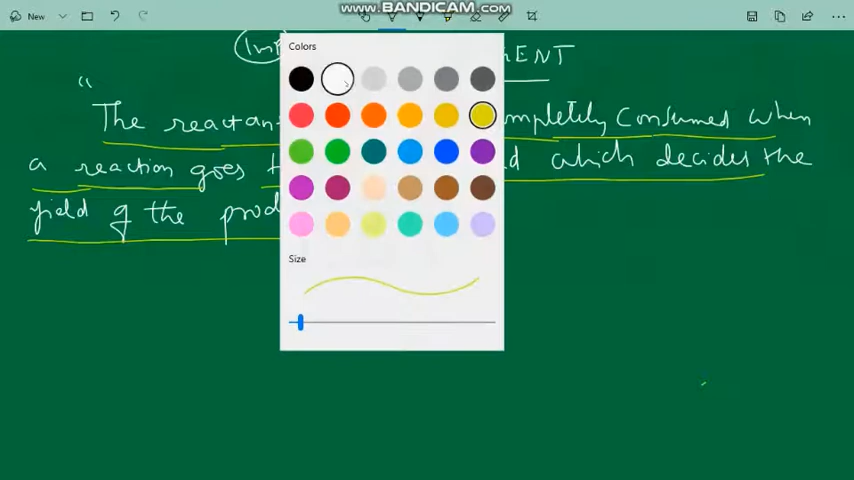 www.BANDICAM.com
New
Colors
ENT
“
The reactan mpletely Consumed when
a reaction goes d which decides the
yield of the prod
Size